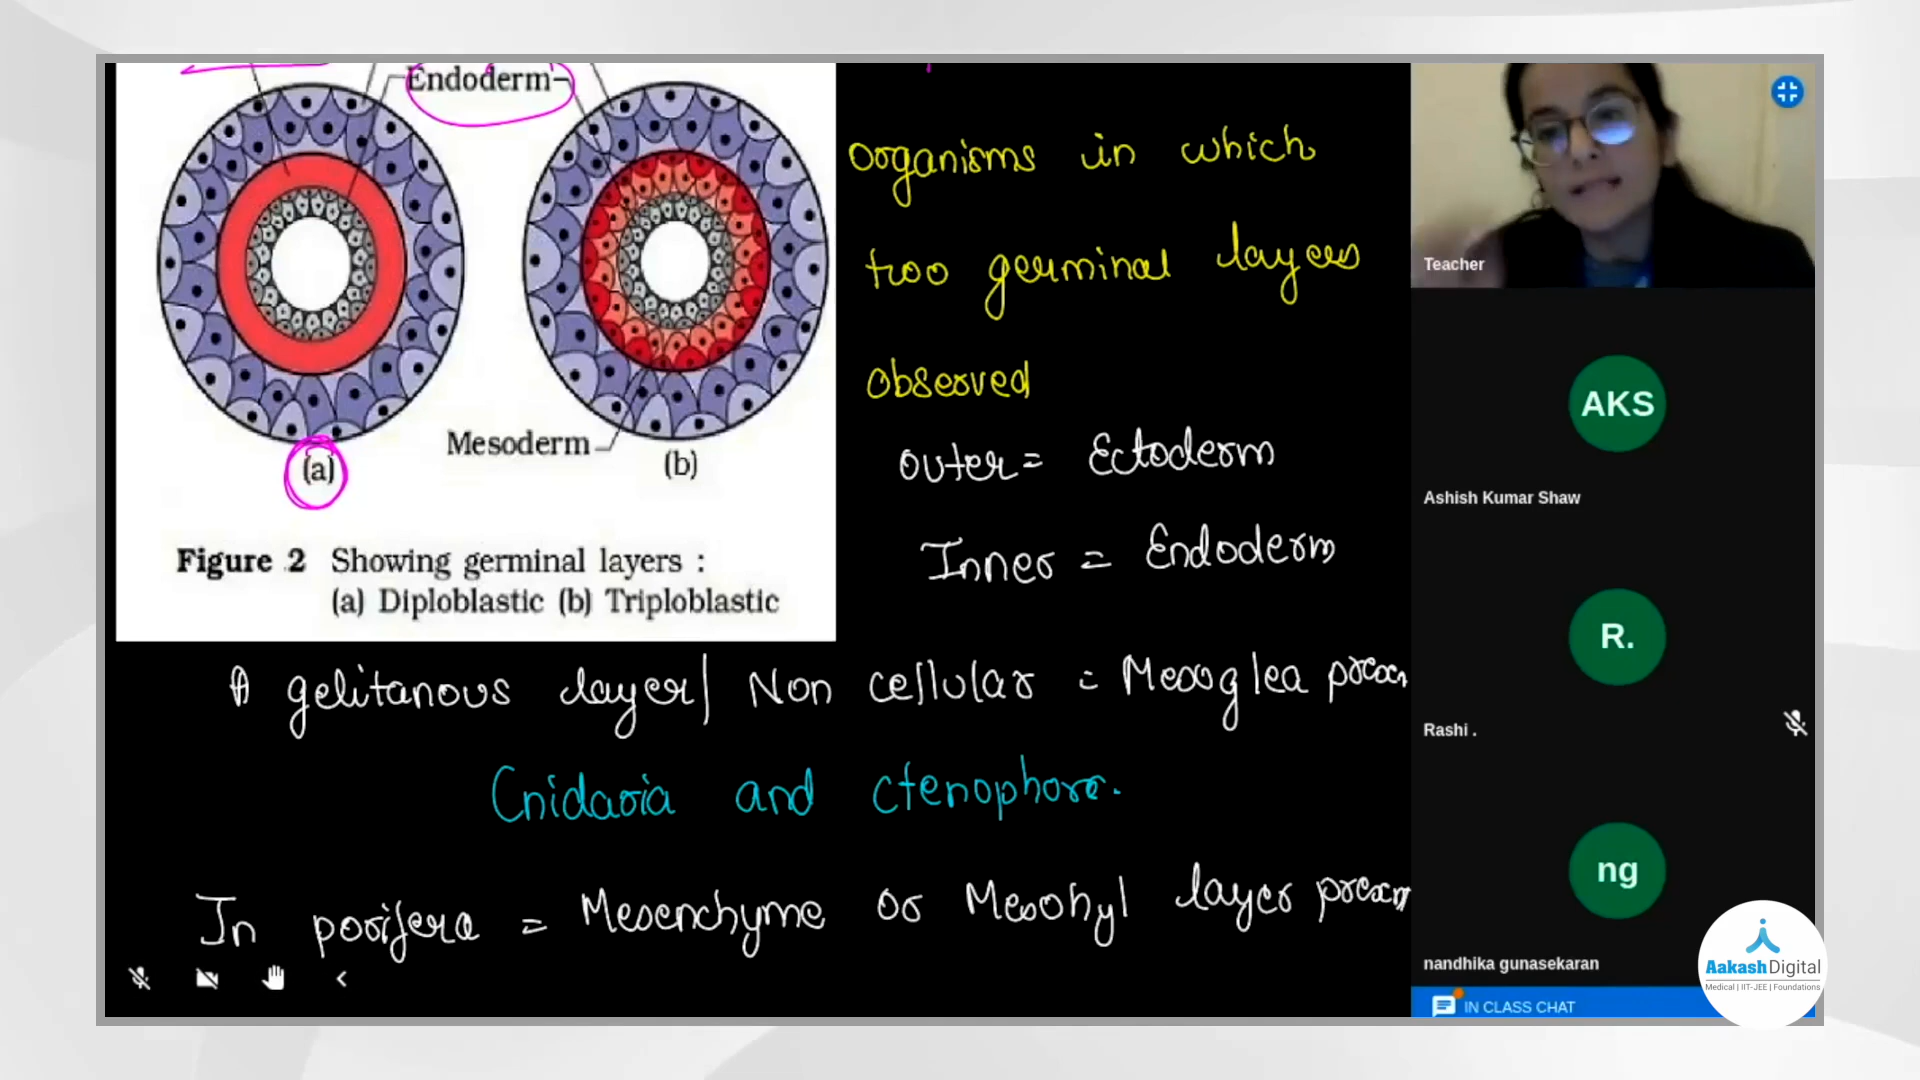 Endoderm
Mesoderm
(a)
(b)
Figure 2 Showing germinal layers :
(a) Diploblastic (b) Triploblastic
organisms in which
two germinal layers
observed
Outer = Ectoderm
Inner = Endoderm
A gelitanous layer/ Non cellular = Mesoglea
Cnidaria and ctenophore.
In porifera = Mesenchyme or Mesohyl layer
Teacher
AKS
Ashish Kumar Shaw
R.
Rashi .
ng
nandhika gunasekaran
IN CLASS CHAT
Aakash Digital
Medical | IIT-JEE | Foundations